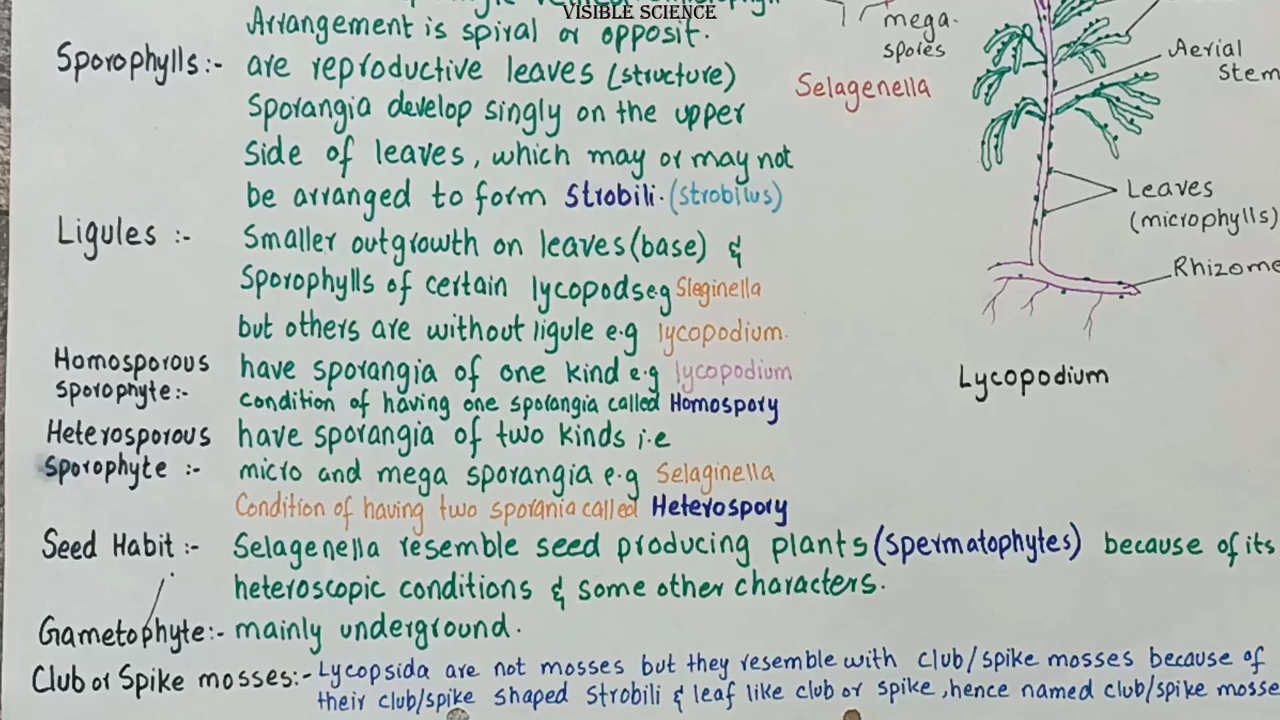 VISIBLE SCIENCE
Arrangement is spiral or opposit.
Sporophylls:- are reproductive leaves (structure)
Sporangia develop singly on the upper
side of leaves, which may or may not
be arranged to form Strobili. (strobilus)
Ligules :- Smaller outgrowth on leaves (base) &
Sporophylls of certain lycopods e.g Sleginella
but others are without ligule e.g lycopodium.
Homosporous have sporangia of one kind e.g lycopodium
sporophyte:- condition of having one sporangia called Homospory
Heterosporous have sporangia of two kinds i.e
sporophyte :- micro and mega sporangia e.g Selaginella
Condition of having two sporania called Heterospory
Seed Habit :- Selagenella resemble seed producing plants (spermatophytes) because of its
heteroscopic conditions & some other characters.
Gametophyte:- mainly underground.
Club or Spike mosses:- Lycopsida are not mosses but they resemble with club/spike mosses because of
their club/spike shaped strobili & leaf like club or spike, hence named club/spike mosse
mega-
spoles
Selagenella
Aerial
stem
Leaves
(microphylls)
Rhizome
Lycopodium